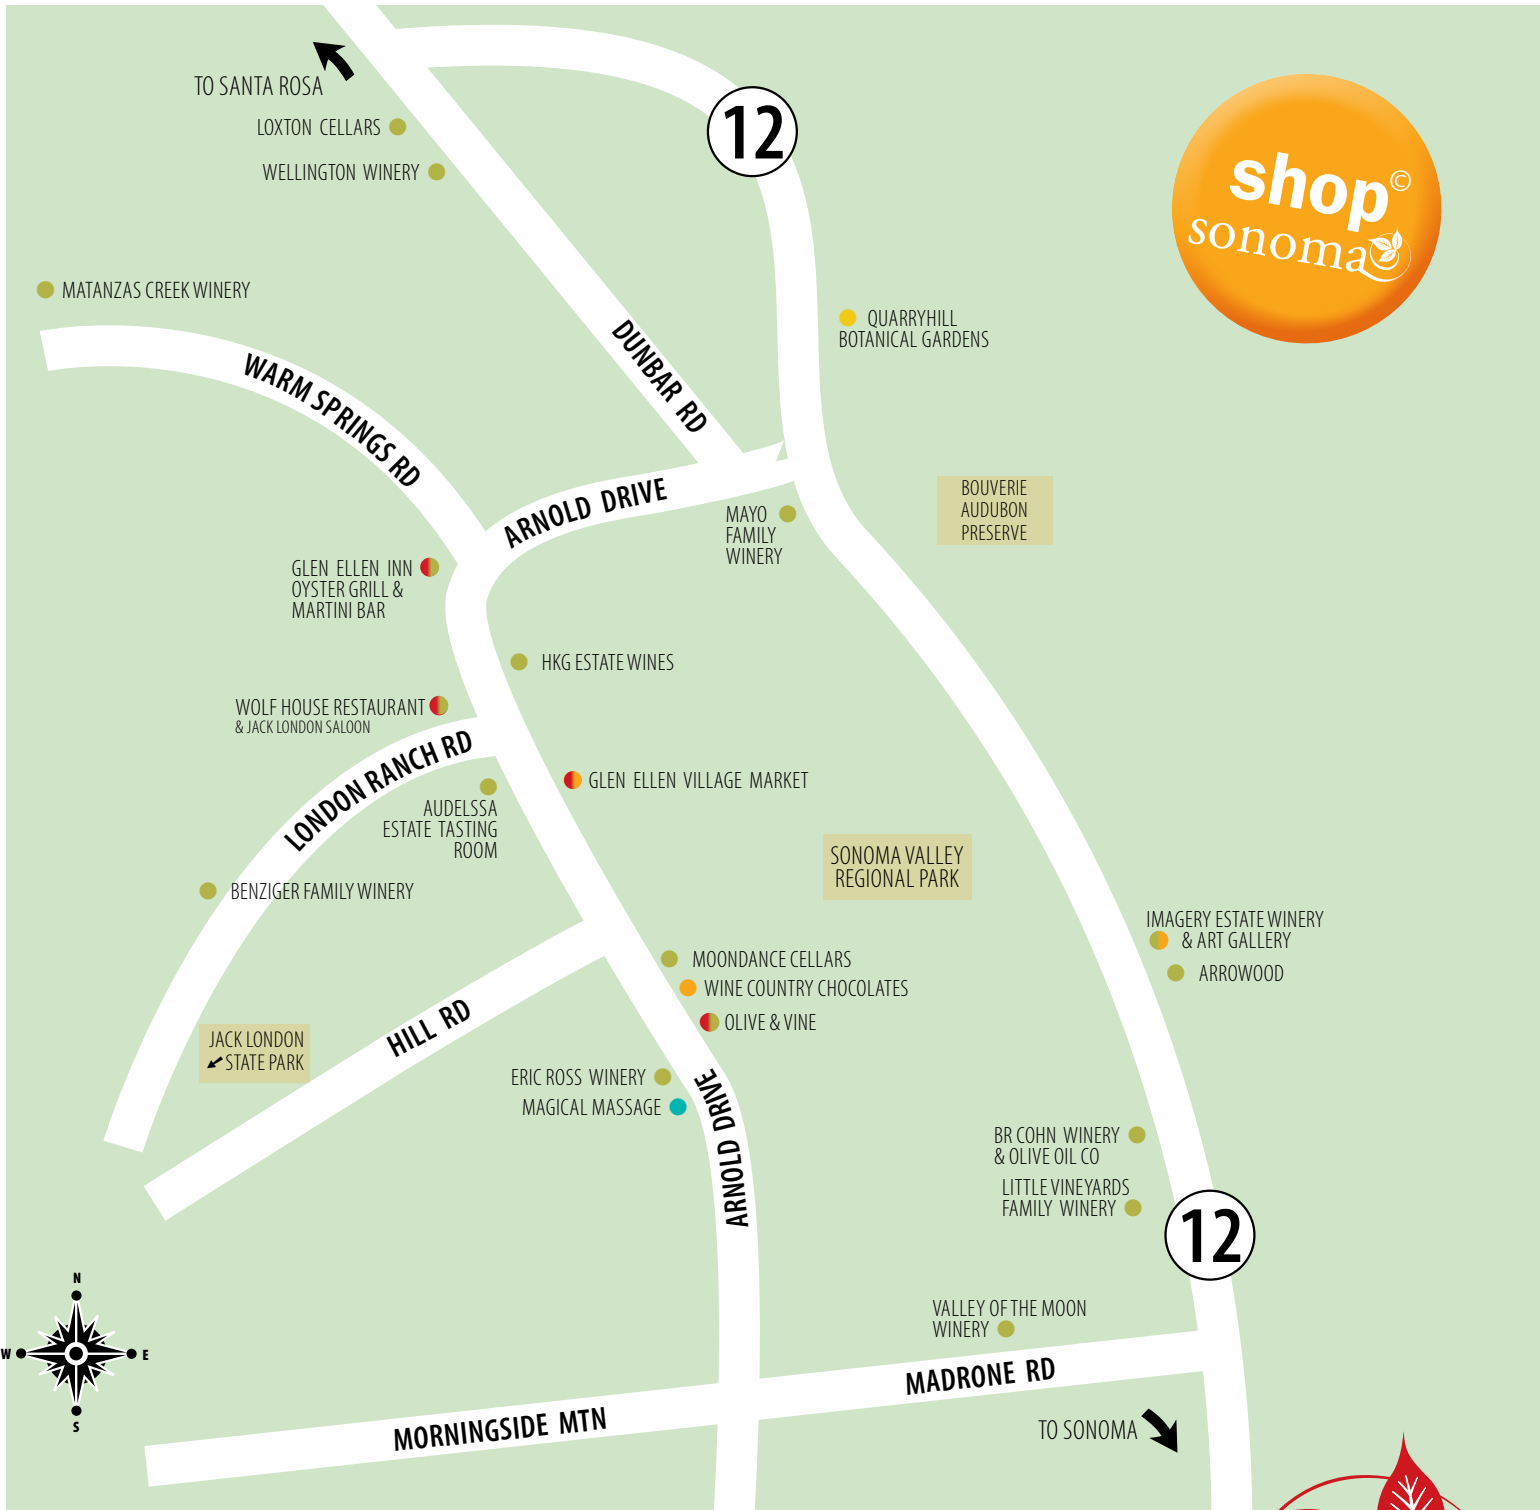 TO SANTA ROSA
LOXTON CELLARS
WELLINGTON WINERY
12
shop©
sonoma
MATANZAS CREEK WINERY
WARM SPRINGS RD
DUNBAR RD
QUARRYHILL
BOTANICAL GARDENS
ARNOLD DRIVE
MAYO
FAMILY
WINERY
BOUVERIE
AUDUBON
PRESERVE
GLEN ELLEN INN
OYSTER GRILL &
MARTINI BAR
HKG ESTATE WINES
WOLF HOUSE RESTAURANT
& JACK LONDON SALOON
LONDON RANCH RD
GLEN ELLEN VILLAGE MARKET
AUDELSSA
ESTATE TASTING
ROOM
SONOMA VALLEY
REGIONAL PARK
BENZIGER FAMILY WINERY
IMAGERY ESTATE WINERY
& ART GALLERY
ARROWOOD
MOONDANCE CELLARS
WINE COUNTRY CHOCOLATES
OLIVE & VINE
HILL RD
JACK LONDON
STATE PARK
ERIC ROSS WINERY
MAGICAL MASSAGE
ARNOLD DRIVE
BR COHN WINERY
& OLIVE OIL CO
LITTLE VINEYARDS
FAMILY WINERY
12
N
W
E
S
VALLEY OF THE MOON
WINERY
MADRONE RD
MORNINGSIDE MTN
TO SONOMA